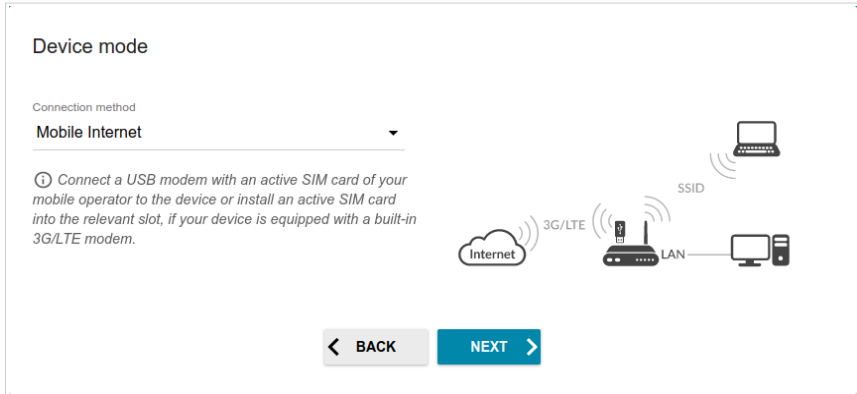 Device mode
Connection method
Mobile Internet
Connect a USB modem with an active SIM card of your
mobile operator to the device or install an active SIM card
into the relevant slot, if your device is equipped with a built-in
3G/LTE modem.
SSID
3G/LTE
Internet
LAN
BACK
NEXT